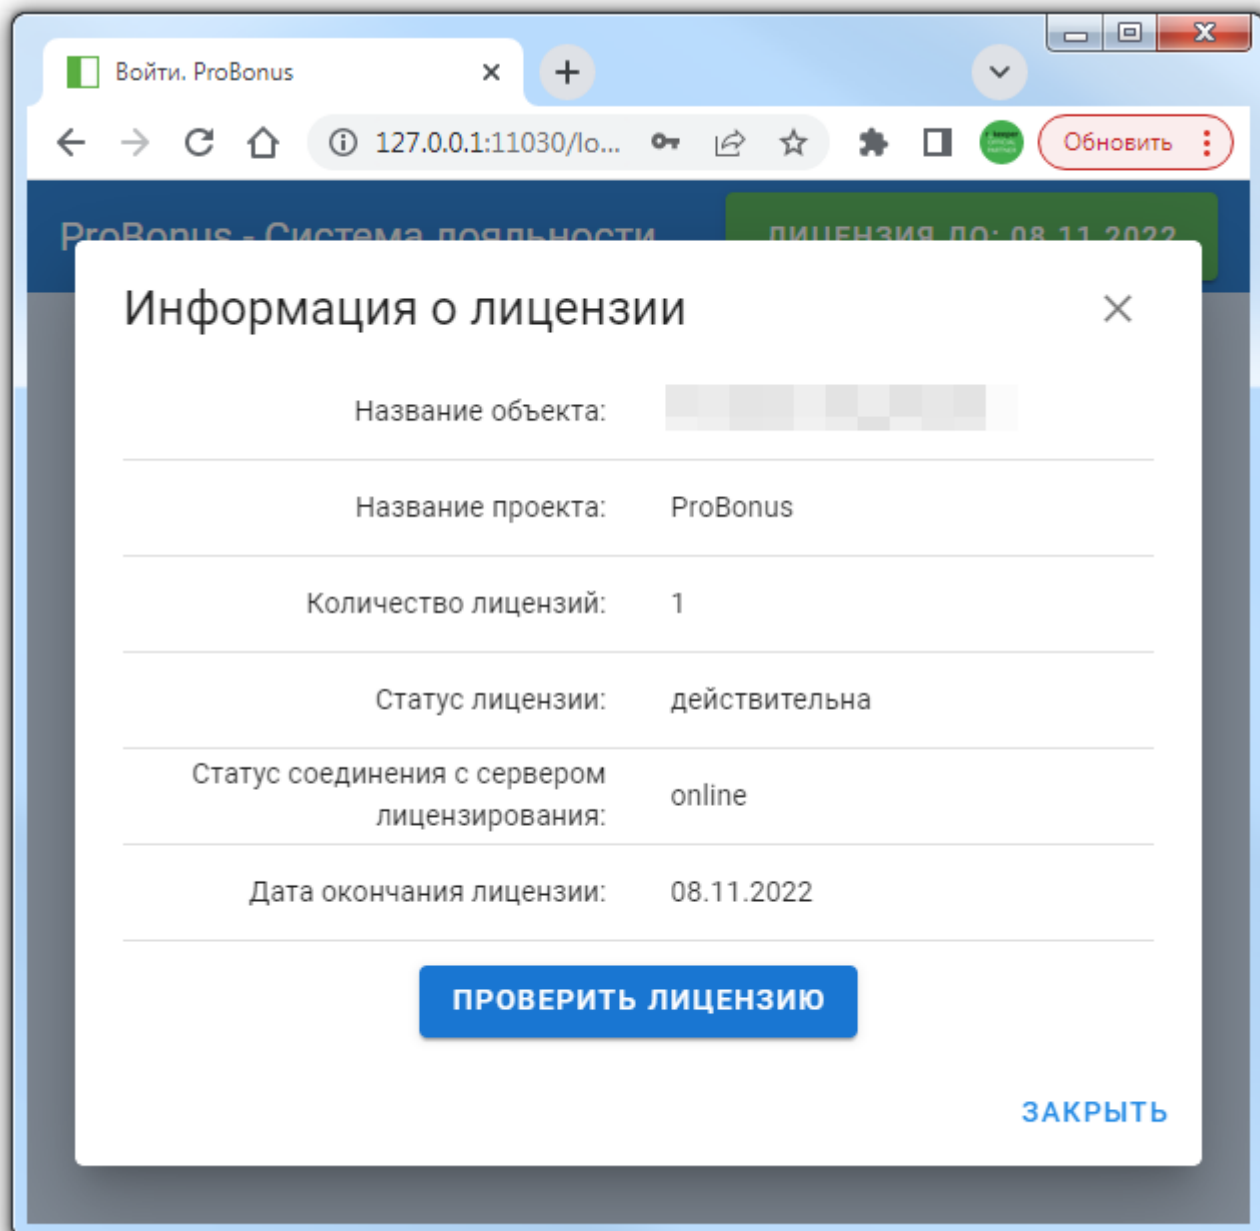 Войти. ProBonus
127.0.0.1:11030/lo...
Обновить
ProBonus - Система лояльности
ЛИЦЕНЗИЯ ДО: 08.11.2022
Информация о лицензии
Название объекта:
Название проекта: ProBonus
Количество лицензий: 1
Статус лицензии: действительна
Статус соединения с сервером
лицензирования: online
Дата окончания лицензии: 08.11.2022
ПРОВЕРИТЬ ЛИЦЕНЗИЮ
ЗАКРЫТЬ